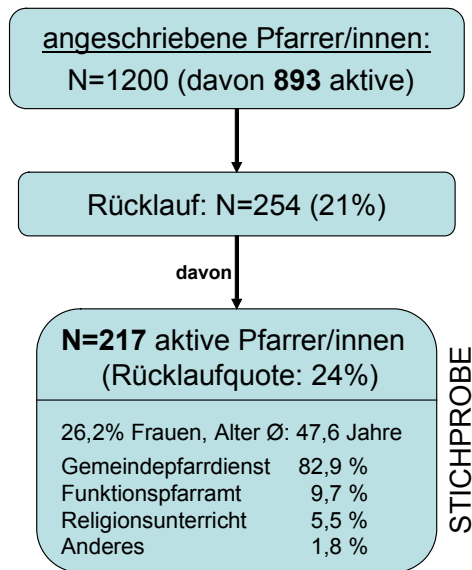 angeschriebene Pfarrer/innen:
N=1200 (davon 893 aktive)
Rücklauf: N=254 (21%)
davon
N=217 aktive Pfarrer/innen
(Rücklaufquote: 24%)
26,2% Frauen, Alter Ø: 47,6 Jahre
Gemeindepfarrdienst 82,9 %
Funktionspfarramt 9,7 %
Religionsunterricht 5,5 %
Anderes 1,8 %
STICHPROBE